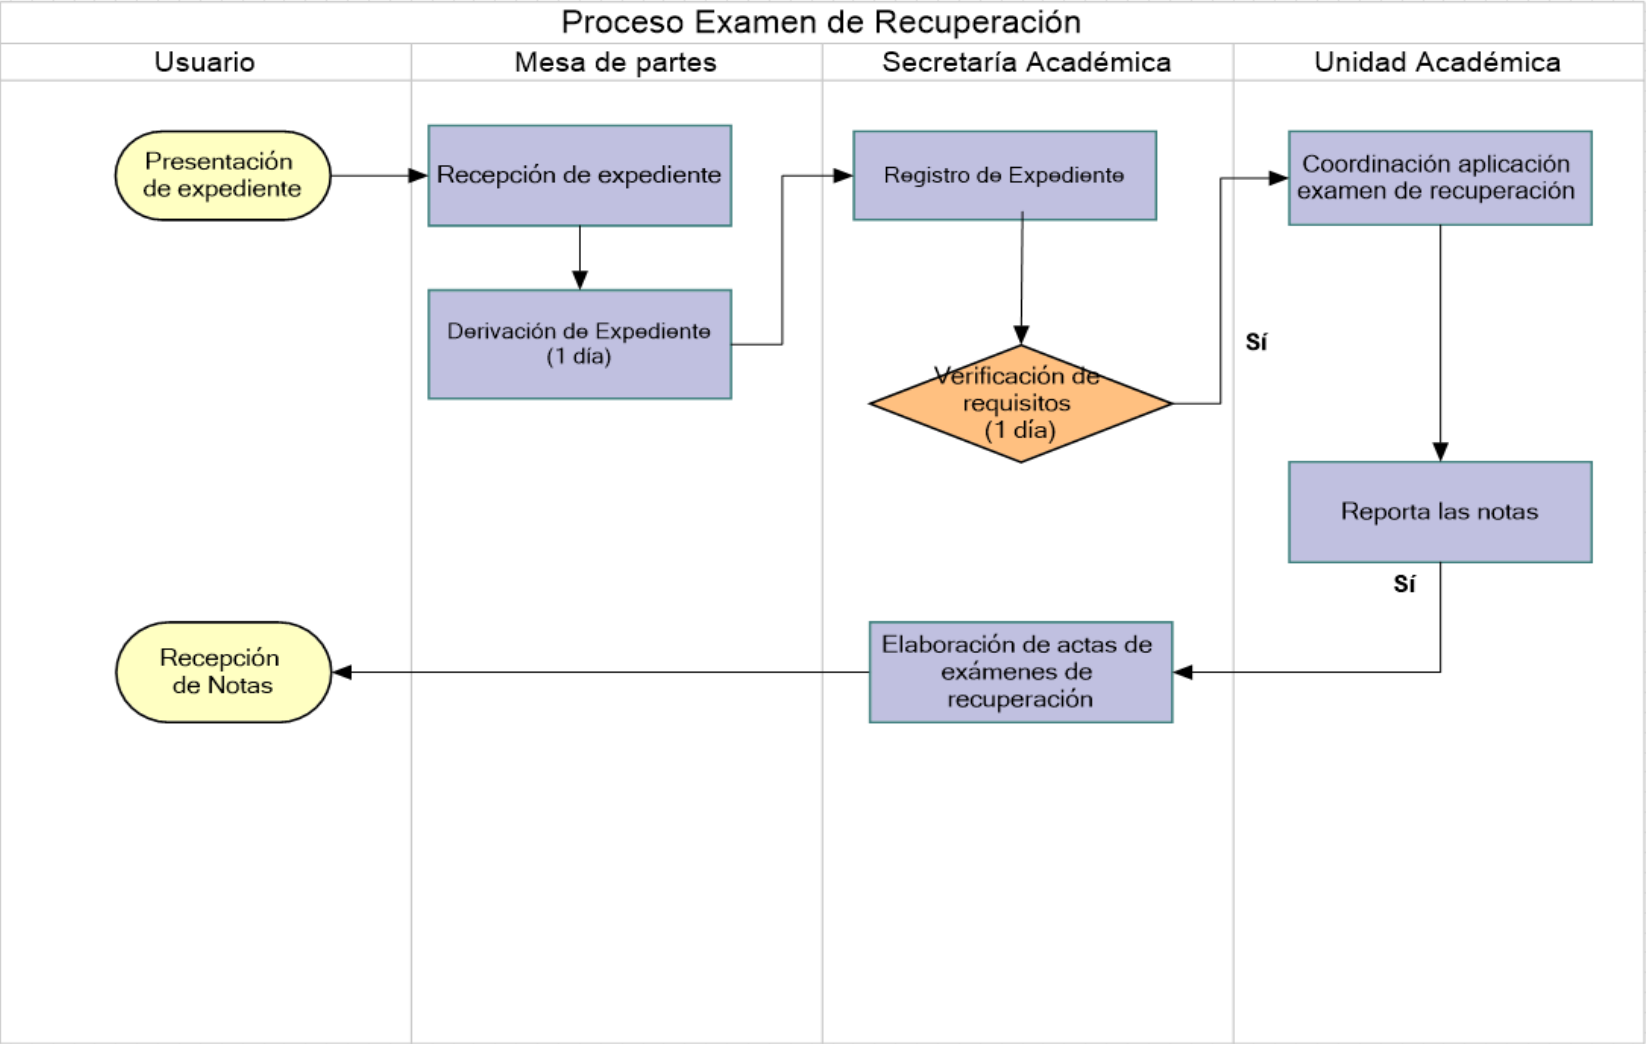 Proceso Examen de Recuperación
Usuario
Mesa de partes
Secretaría Académica
Unidad Académica
Presentación
de expediente
Recepción de expediente
Registro de Expediente
Coordinación aplicación
examen de recuperación
Derivación de Expediente
(1 día)
Sí
Verificación de
requisitos
(1 día)
Reporta las notas
Sí
Recepción
de Notas
Elaboración de actas de
exámenes de
recuperación